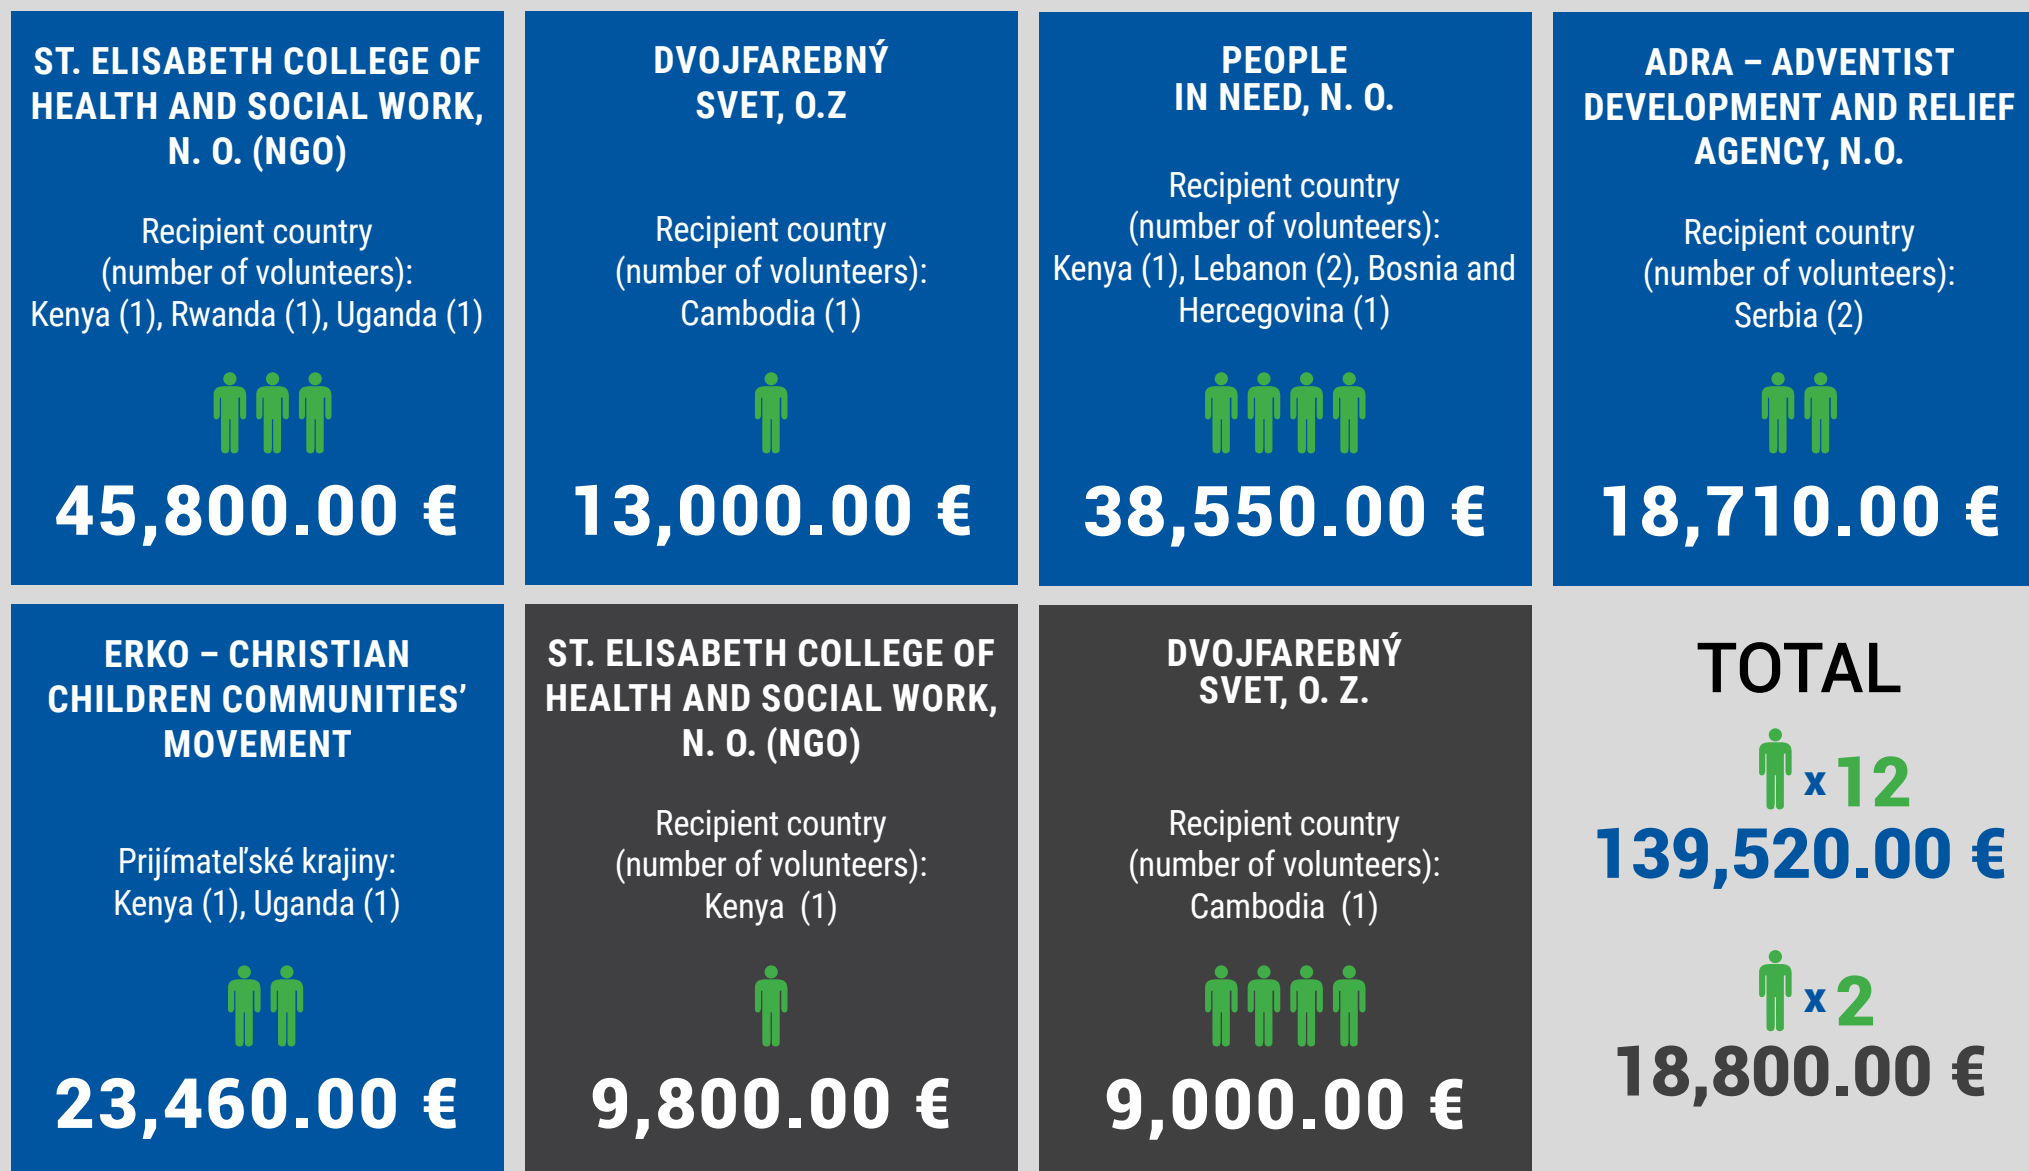 ST. ELISABETH COLLEGE OF
HEALTH AND SOCIAL WORK,
N. O. (NGO)
Recipient country
(number of volunteers):
Kenya (1), Rwanda (1), Uganda (1)
45,800.00 €
DVOJFAREBNÝ
SVET, O.Z
Recipient country
(number of volunteers):
Cambodia (1)
13,000.00 €
PEOPLE
IN NEED, N. O.
Recipient country
(number of volunteers):
Kenya (1), Lebanon (2), Bosnia and
Hercegovina (1)
38,550.00 €
ADRA – ADVENTIST
DEVELOPMENT AND RELIEF
AGENCY, N.O.
Recipient country
(number of volunteers):
Serbia (2)
18,710.00 €
ERKO – CHRISTIAN
CHILDREN COMMUNITIES’
MOVEMENT
Prijímateľské krajiny:
Kenya (1), Uganda (1)
23,460.00 €
ST. ELISABETH COLLEGE OF
HEALTH AND SOCIAL WORK,
N. O. (NGO)
Recipient country
(number of volunteers):
Kenya (1)
9,800.00 €
DVOJFAREBNÝ
SVET, O. Z.
Recipient country
(number of volunteers):
Cambodia (1)
9,000.00 €
TOTAL
x 12
139,520.00 €
x 2
18,800.00 €